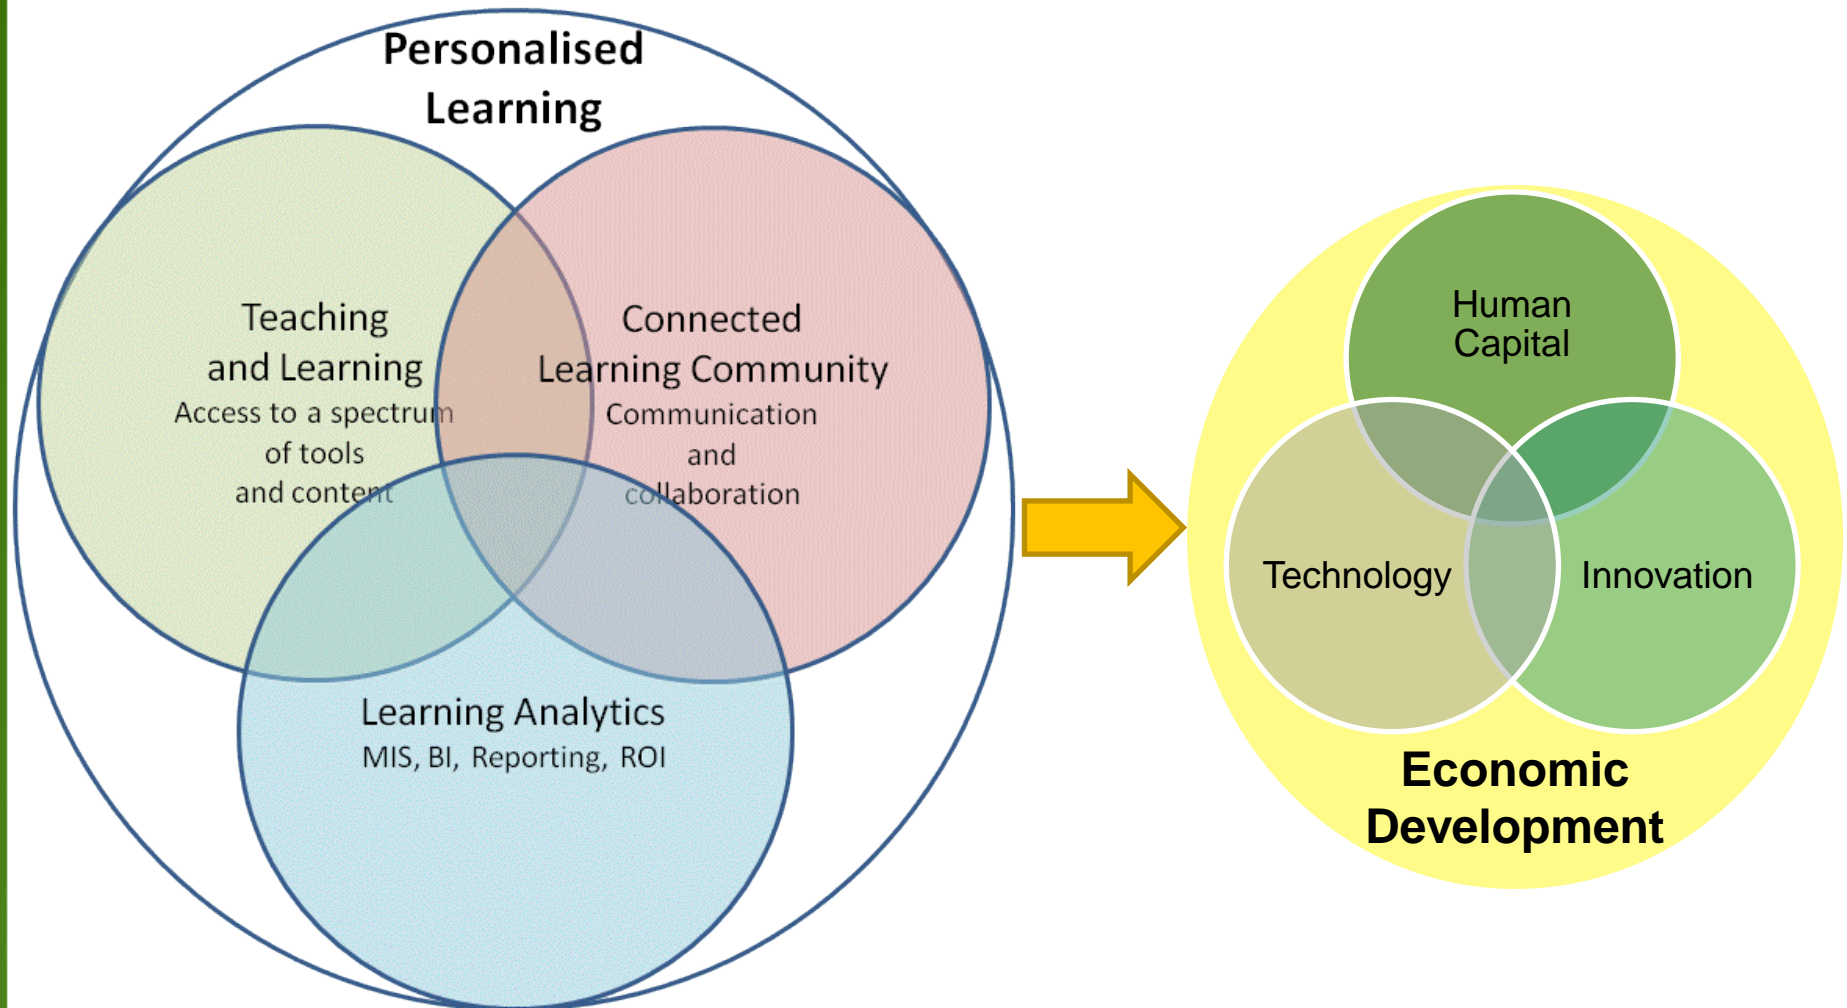 Personalised
Learning
Teaching
and Learning
Access to a spectrum
of tools
and content
Connected
Learning Community
Communication
and
collaboration
Learning Analytics
MIS, BI, Reporting, ROI
Human
Capital
Technology
Innovation
Economic
Development